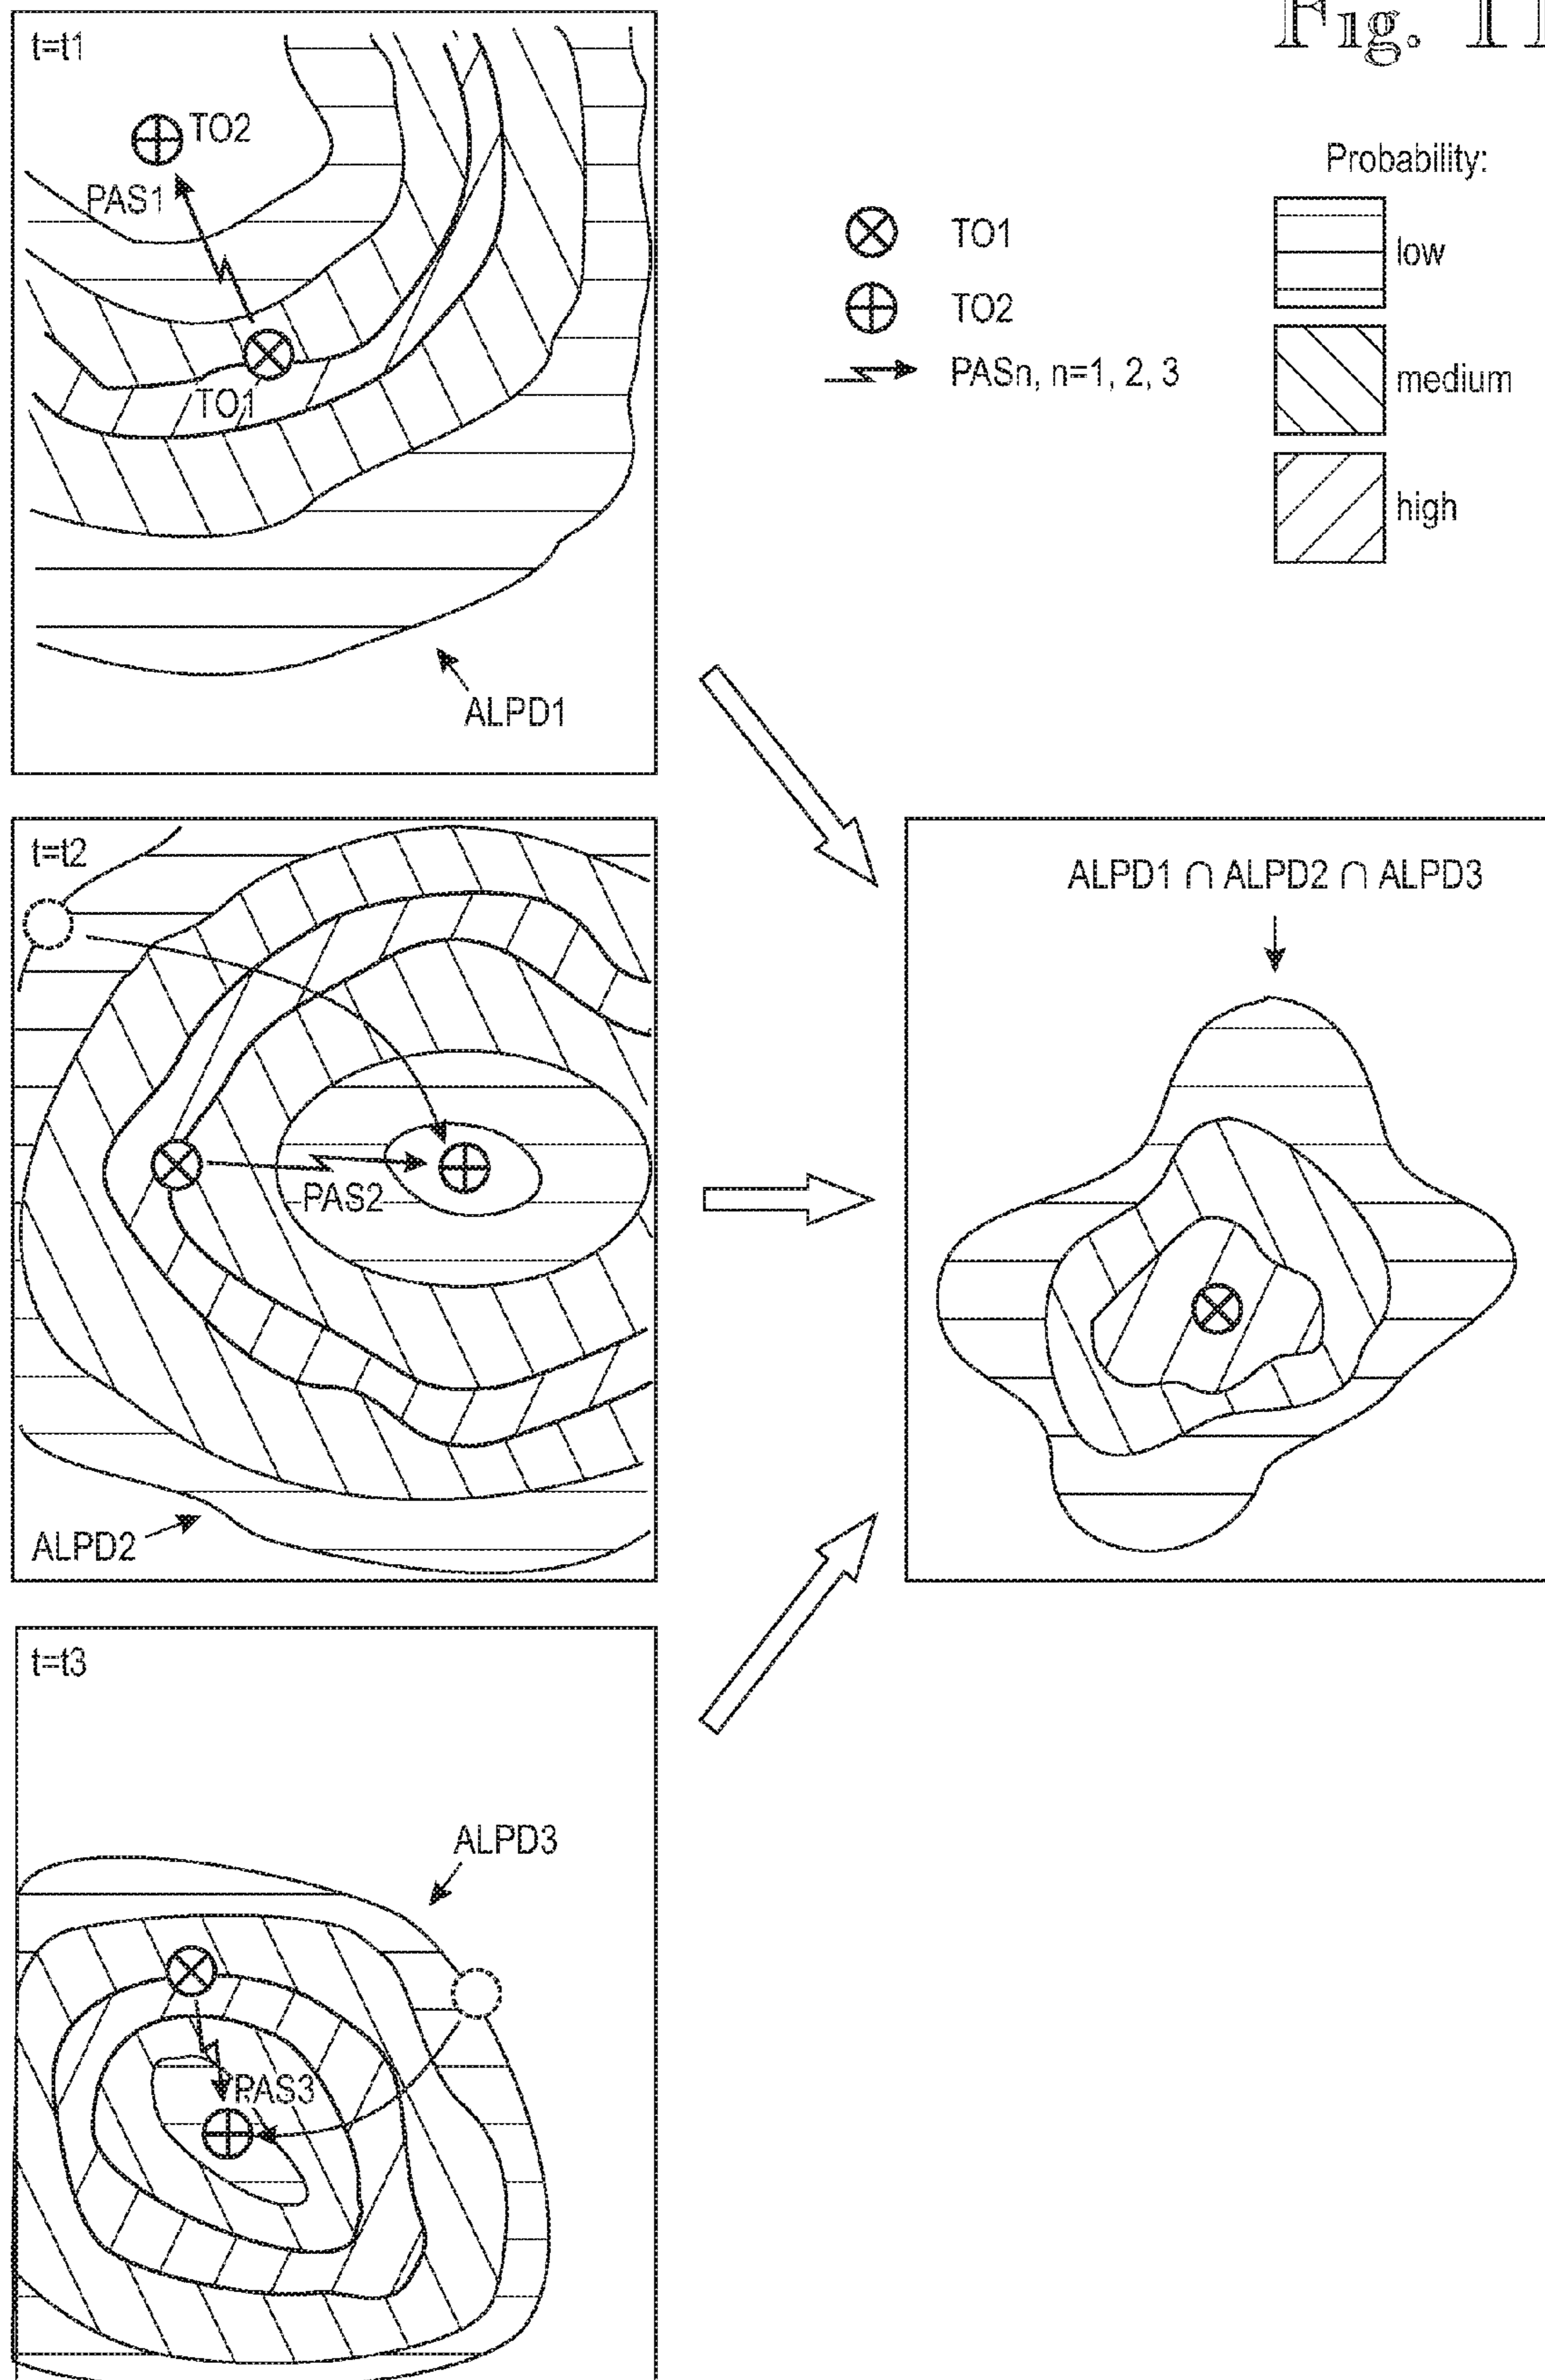 Fig. 11
t=t1
TO2
PAS1
TO1
ALPD1
TO1
TO2
PASn, n=1, 2, 3
Probability:
low
medium
high
t=t2
PAS2
ALPD2
ALPD1 ∩ ALPD2 ∩ ALPD3
t=t3
ALPD3
PAS3